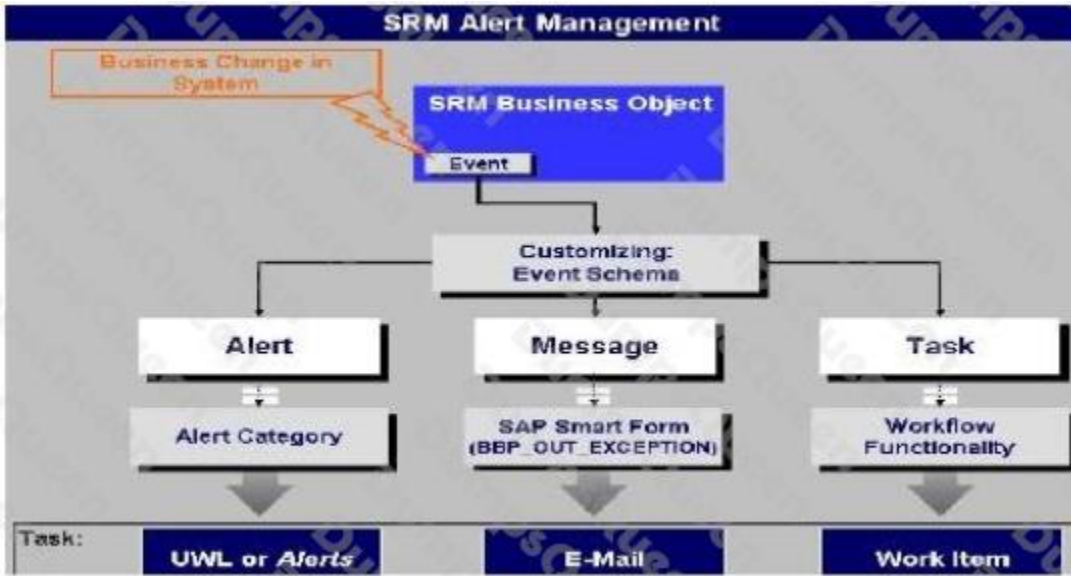 SRM Alert Management
Business Change in
System
SRM Business Object
Event
Customizing:
Event Schema
Alert
Message
Task
Alert Category
SAP Smart Form
(BBP_OUT_EXCEPTION)
Workflow
Functionality
Task:
UWL or Alerts
E-Mail
Work Item